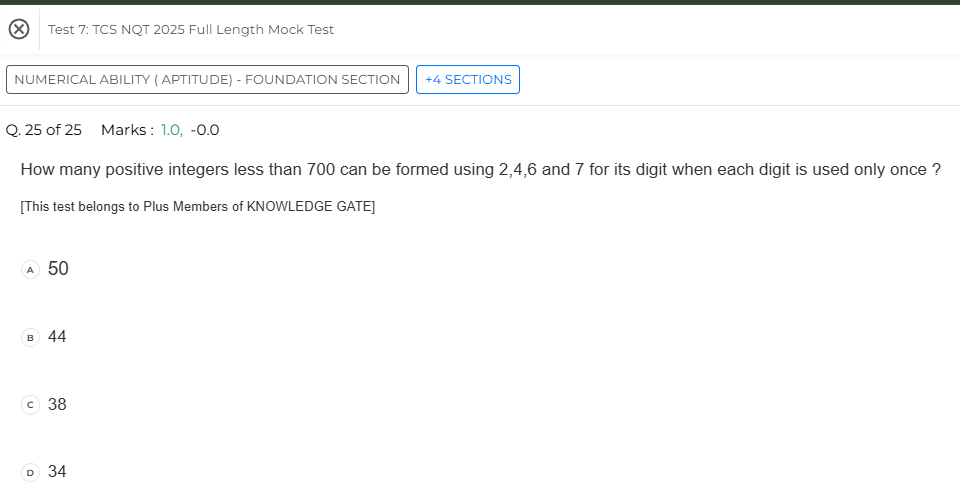 Test 7: TCS NQT 2025 Full Length Mock Test
NUMERICAL ABILITY ( APTITUDE) - FOUNDATION SECTION
+4 SECTIONS
Q. 25 of 25 Marks : 1.0, -0.0
How many positive integers less than 700 can be formed using 2,4,6 and 7 for its digit when each digit is used only once ?
[This test belongs to Plus Members of KNOWLEDGE GATE]
A 50
B 44
C 38
D 34